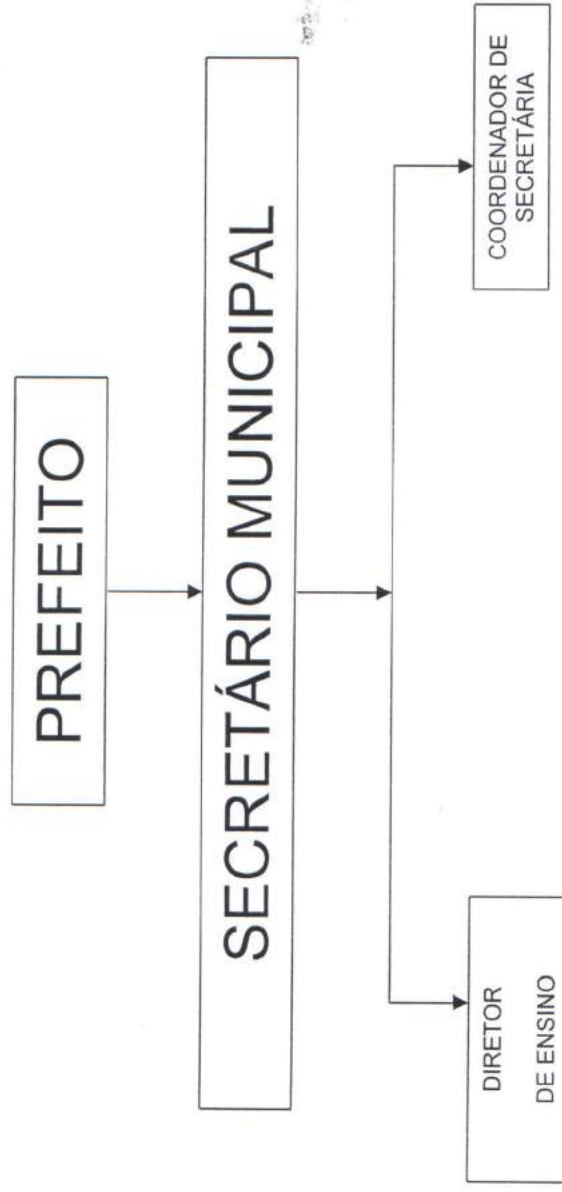 PREFEITO
SECRETÁRIO MUNICIPAL
DIRETOR
DE ENSINO
COORDENADOR DE
SECRETÁRIA